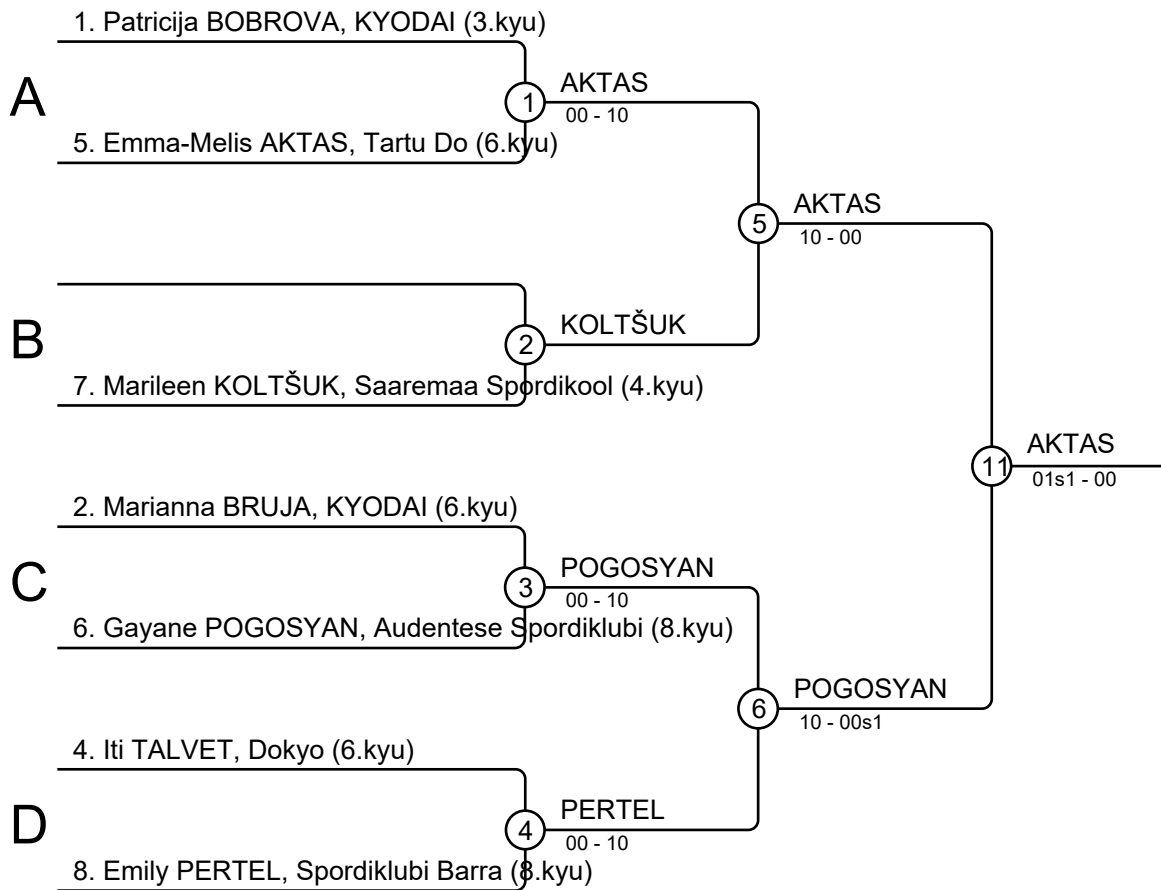 1. Patricija BOBROVA, KYODAI (3.kyu)
A
1
AKTAS
00 - 10
5. Emma-Melis AKTAS, Tartu Do (6.kyu)
5
AKTAS
10 - 00
B
2
KOLTŠUK
7. Marileen KOLTŠUK, Saaremaa Spordikool (4.kyu)
11
AKTAS
01s1 - 00
2. Marianna BRUJA, KYODAI (6.kyu)
C
3
POGOSYAN
00 - 10
6. Gayane POGOSYAN, Audentese Spordiklubi (8.kyu)
6
POGOSYAN
10 - 00s1
4. Iti TALVET, Dokyo (6.kyu)
D
4
PERTEL
00 - 10
8. Emily PERTEL, Spordiklubi Barra (8.kyu)